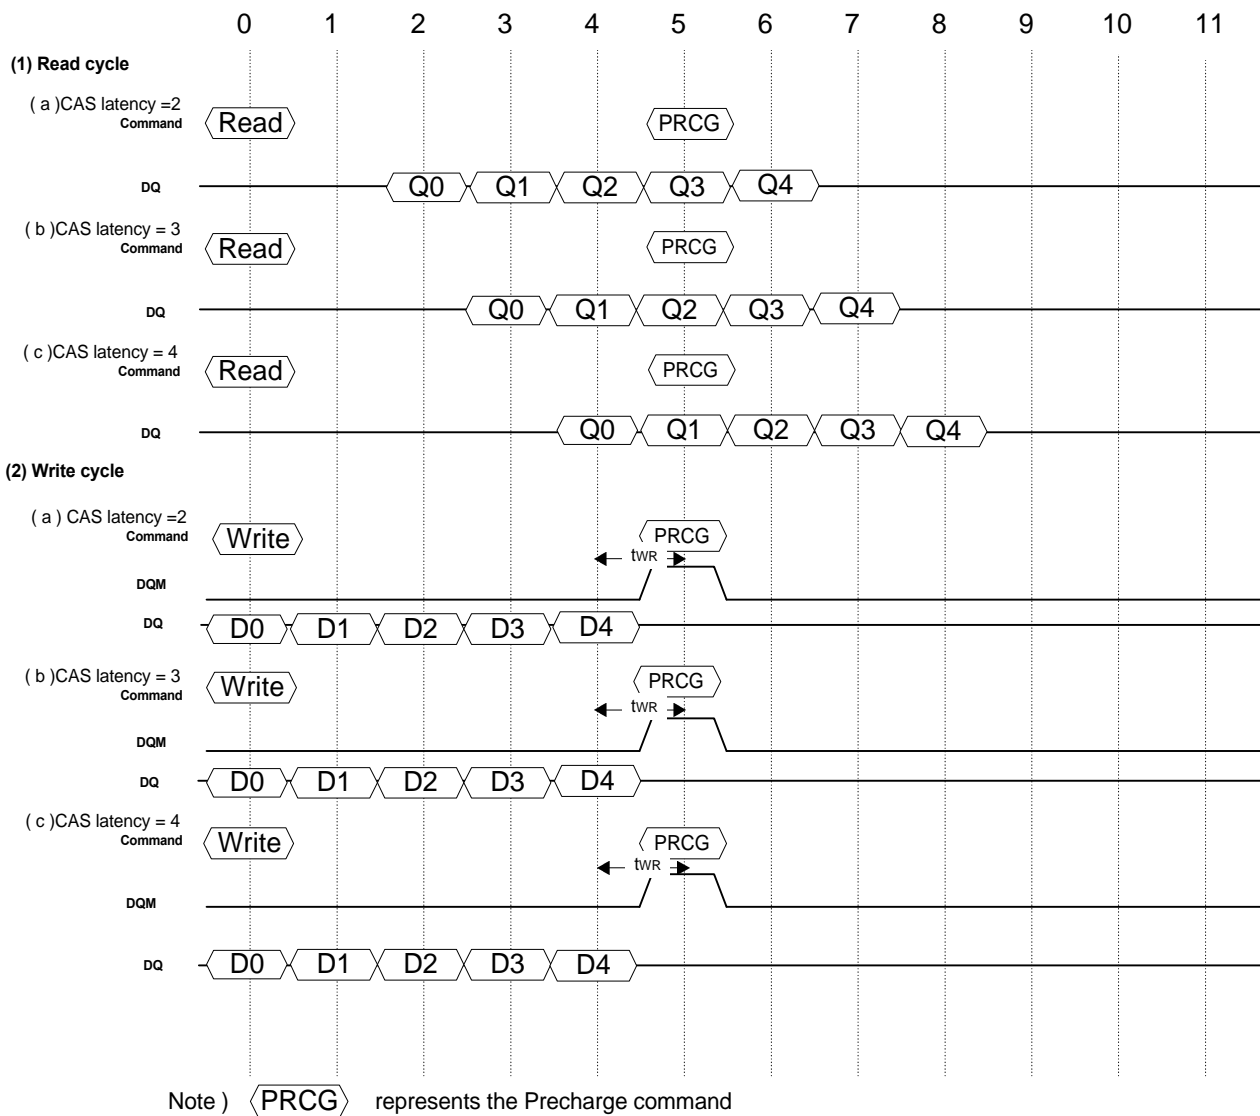 0 1 2 3 4 5 6 7 8 9 10 11
(1) Read cycle
( a )CAS latency =2
Command Read PRCG
DQ Q0 Q1 Q2 Q3 Q4
( b )CAS latency = 3
Command Read PRCG
DQ Q0 Q1 Q2 Q3 Q4
( c )CAS latency = 4
Command Read PRCG
DQ Q0 Q1 Q2 Q3 Q4
(2) Write cycle
( a ) CAS latency =2
Command Write PRCG
tWR
DQM
DQ D0 D1 D2 D3 D4
( b )CAS latency = 3
Command Write PRCG
tWR
DQM
DQ D0 D1 D2 D3 D4
( c )CAS latency = 4
Command Write PRCG
tWR
DQM
DQ D0 D1 D2 D3 D4
Note ) PRCG represents the Precharge command